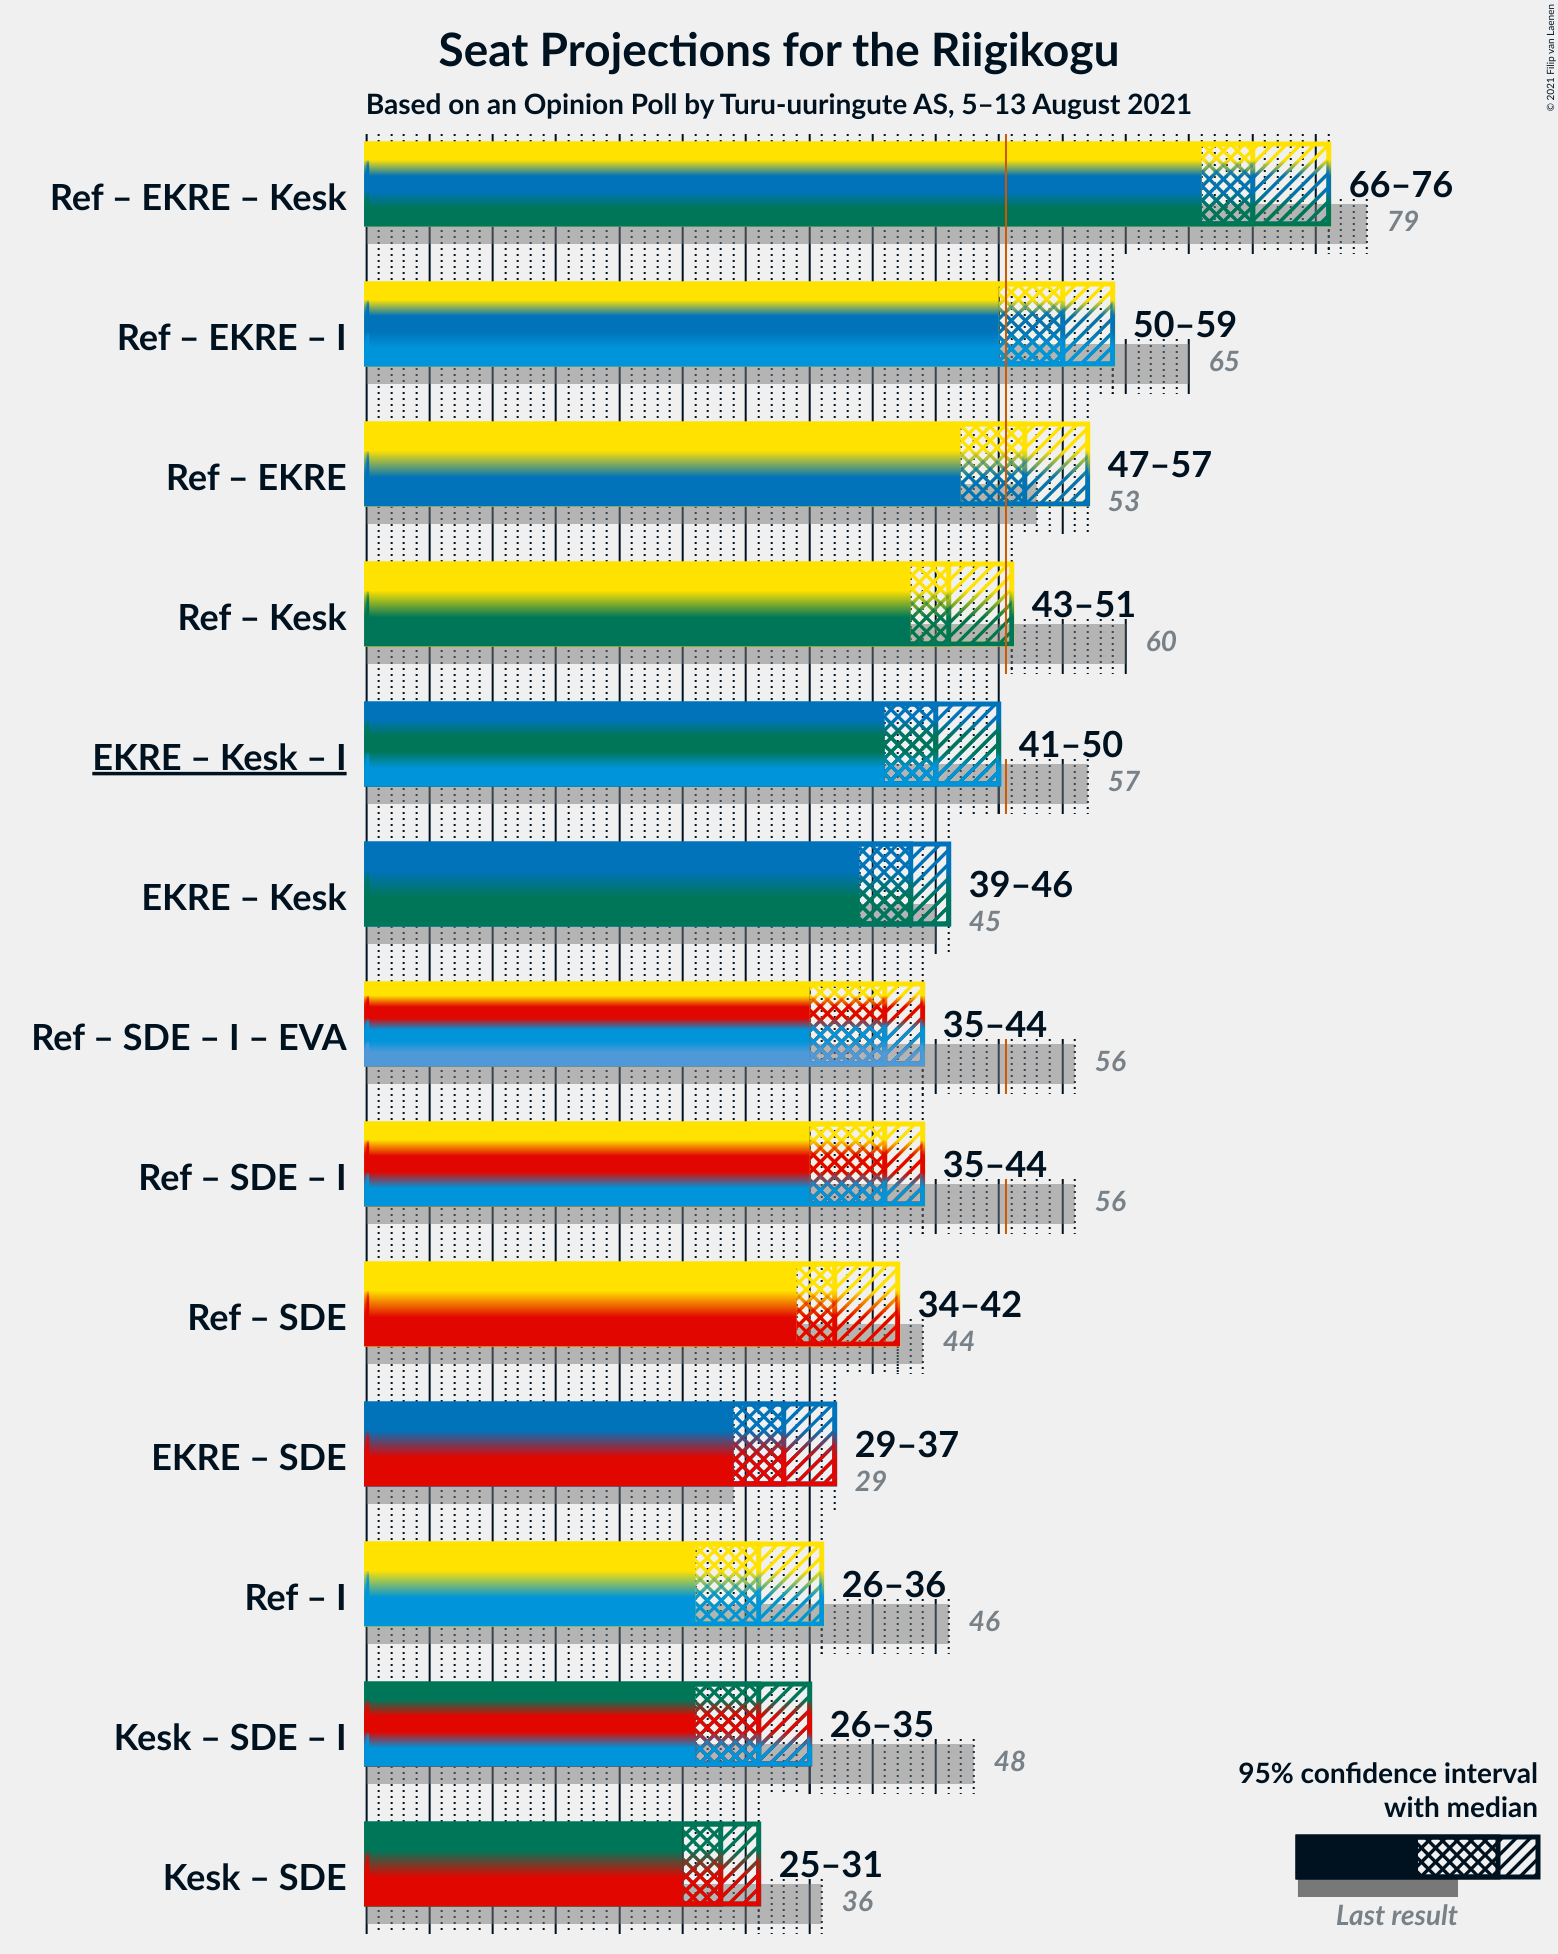 Seat Projections for the Riigikogu
Based on an Opinion Poll by Turu-uuringute AS, 5–13 August 2021
© 2021 Filip van Laenen
Ref – EKRE – Kesk
66–76
79
Ref – EKRE – I
50–59
65
Ref – EKRE
47–57
53
Ref – Kesk
43–51
60
EKRE – Kesk – I
41–50
57
EKRE – Kesk
39–46
45
Ref – SDE – I – EVA
35–44
56
Ref – SDE – I
35–44
56
Ref – SDE
34–42
44
EKRE – SDE
29–37
29
Ref – I
26–36
46
Kesk – SDE – I
26–35
48
Kesk – SDE
25–31
36
95% confidence interval
with median
Last result